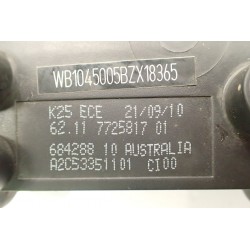 WB1045005BZX18365
K25 ECE 21/09/10
62.11 7725817 01
684288 10 AUSTRALIA
A2C53351101 CI00